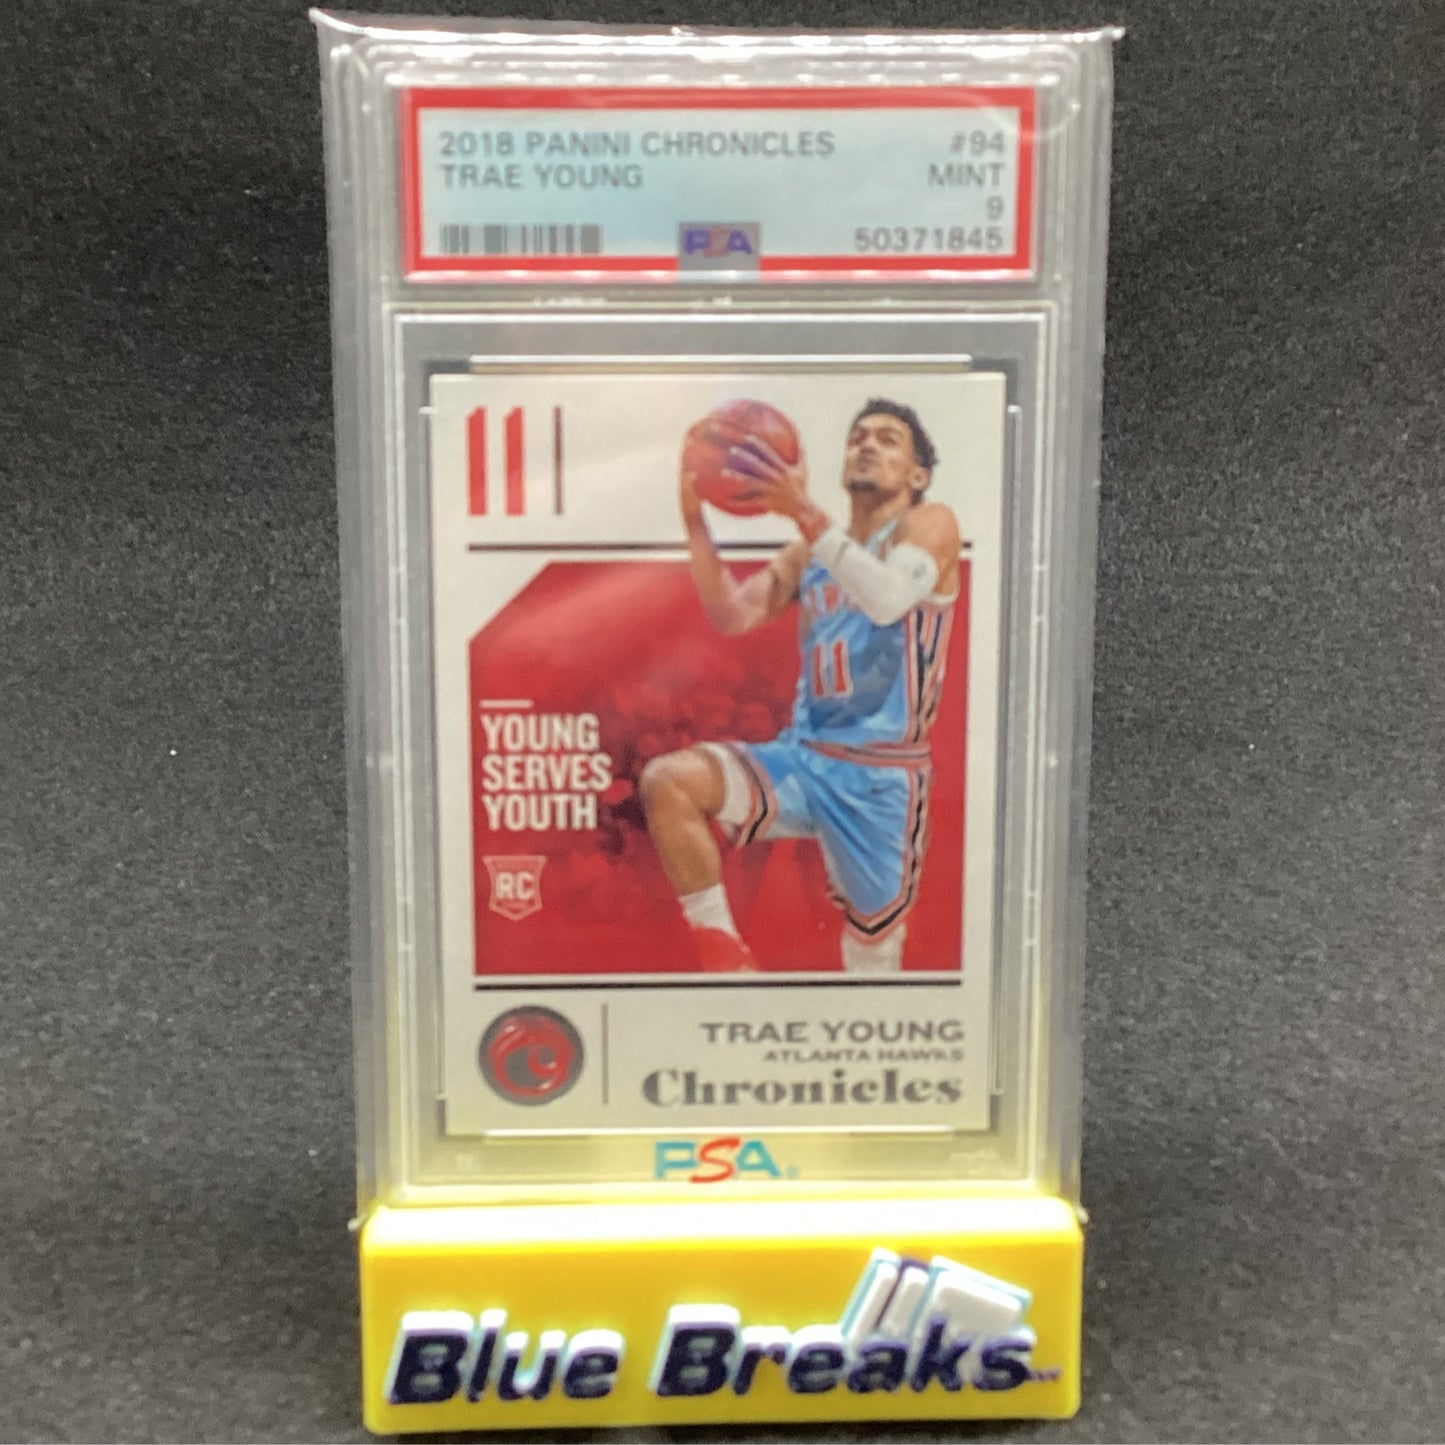 2018 PANINI CHRONICLES #94
TRAE YOUNG MINT
9
PSA 50371845
11
11
YOUNG
SERVES
YOUTH
RC
TRAE YOUNG
ATLANTA HAWKS
Chronicles
PSA
Blue Breaks